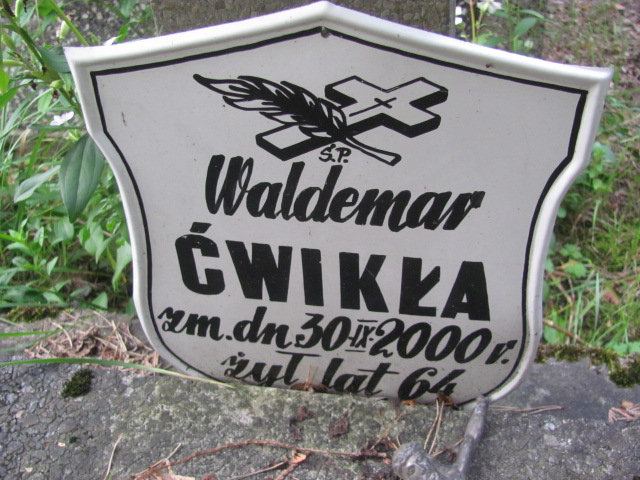 Ś.P.
Waldemar
ĆWIKŁA
zm. dn. 30-IX-2000 r.
żył lat 64